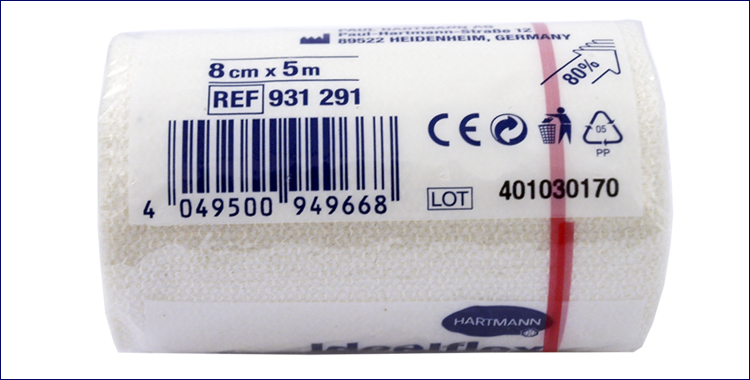 PAUL HARTMANN AG
Paul-Hartmann-Straße 12
89522 HEIDENHEIM, GERMANY
8 cm x 5 m
80%
REF 931 291
CE
05
PP
4 049500 949668
LOT 401030170
HARTMANN
Idealflex